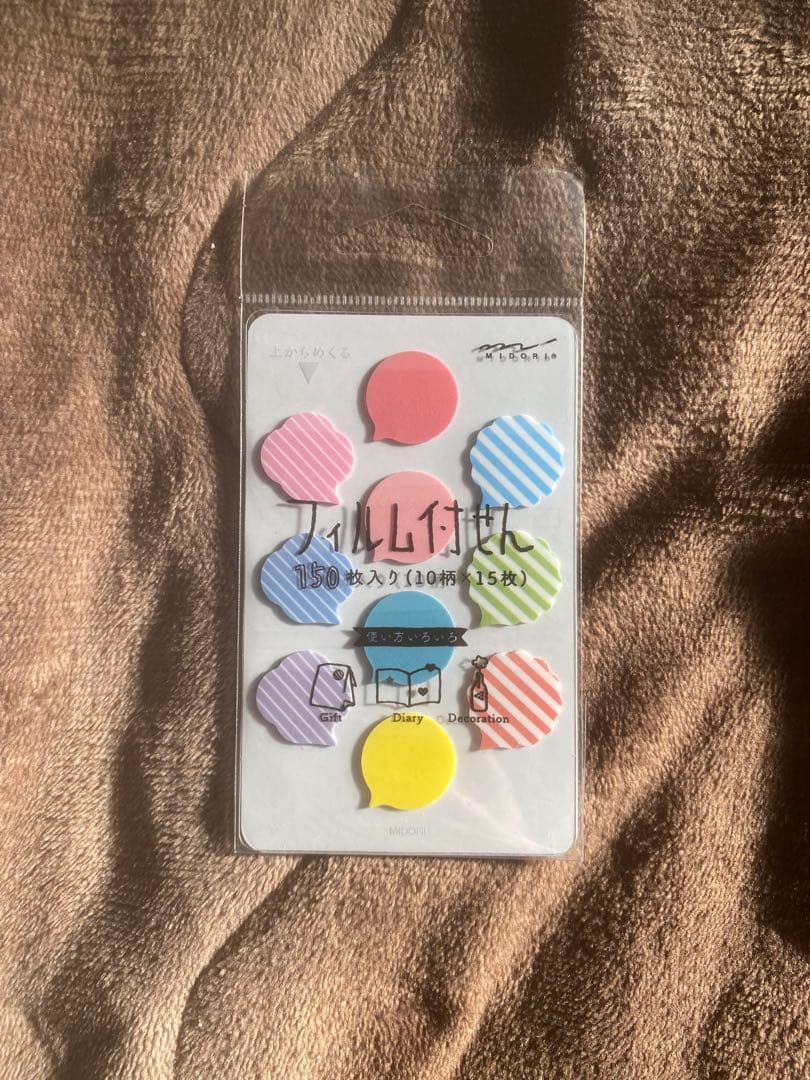 上からめくる
MIDORI®
フィルム付せん
150枚入り(10柄×15枚)
使い方いろいろ
Gift
Diary
Decoration
MIDORI